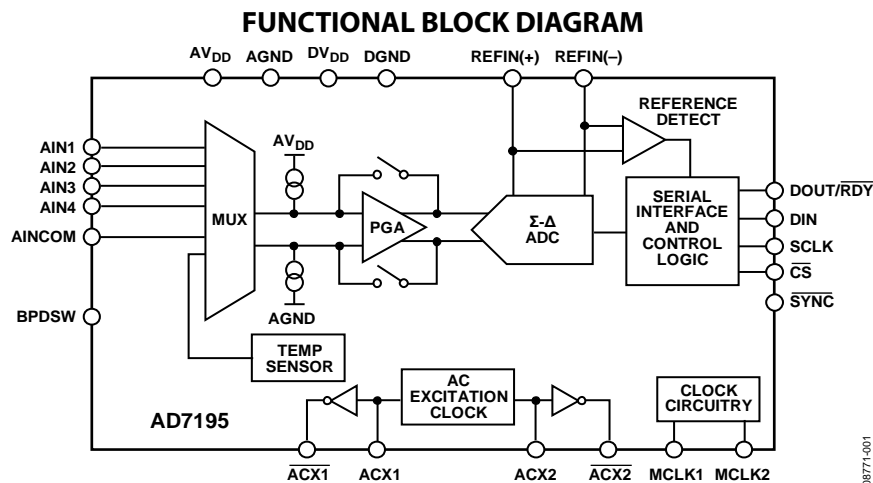 FUNCTIONAL BLOCK DIAGRAM
AVDD AGND DVDD DGND REFIN(+) REFIN(–)
REFERENCE
DETECT
AIN1
AIN2
AIN3
AIN4
AINCOM
BPDSW
MUX
AVDD
AGND
PGA
Σ-Δ
ADC
SERIAL
INTERFACE
AND
CONTROL
LOGIC
DOUT/RDY
DIN
SCLK
CS
SYNC
TEMP
SENSOR
AC
EXCITATION
CLOCK
CLOCK
CIRCUITRY
AD7195
ACX1 ACX1 ACX2 ACX2 MCLK1 MCLK2
08771-001